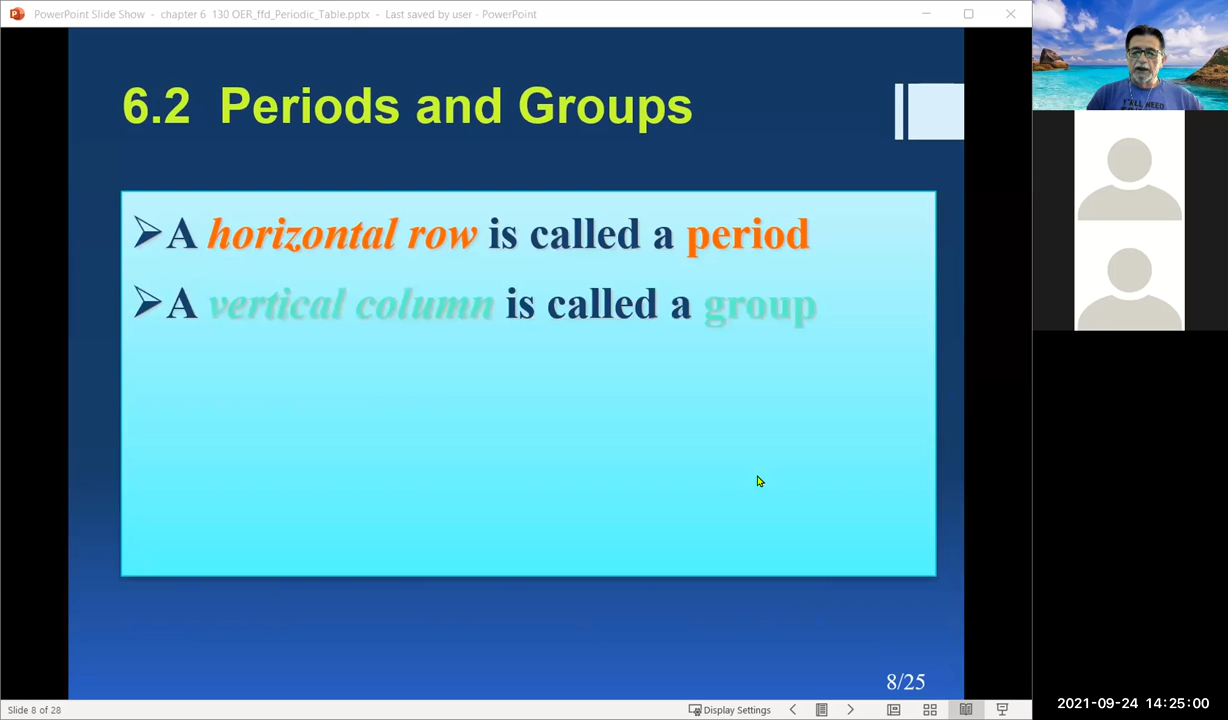 PowerPoint Slide Show - chapter 6 130 OER_ffd_Periodic_Table.pptx - Last saved by user - PowerPoint
6.2 Periods and Groups
Y'ALL NEED
A horizontal row is called a period
A vertical column is called a group
8/25
Slide 8 of 28
Display Settings
2021-09-24 14:25:00